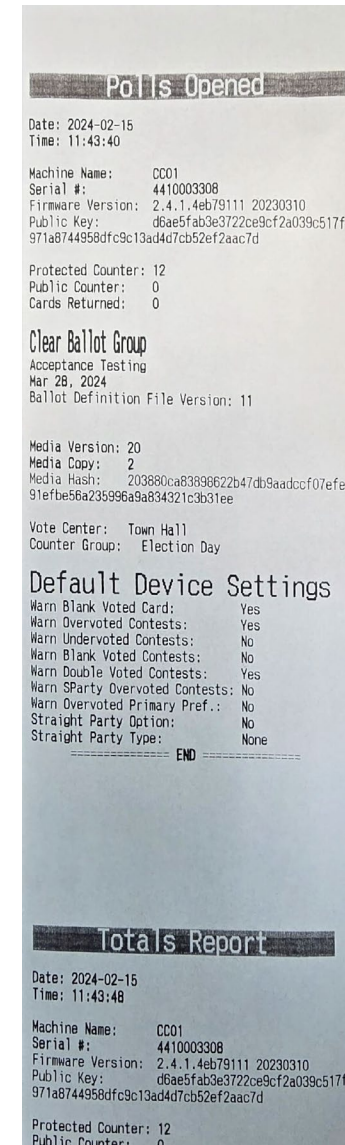 Polls Opened
Date: 2024-02-15
Time: 11:43:40
Machine Name: CC01
Serial #: 4410003308
Firmware Version: 2.4.1.4eb79111 20230310
Public Key: d6ae5fab3e3722ce9cf2a039c517f
971a8744958dfc9c13ad4d7cb52ef2aac7d
Protected Counter: 12
Public Counter: 0
Cards Returned: 0
Clear Ballot Group
Acceptance Testing
Mar 28, 2024
Ballot Definition File Version: 11
Media Version: 20
Media Copy: 2
Media Hash: 203880ca83898622b47db9aadccf07efe
91efbe56a235996a9a834321c3b31ee
Vote Center: Town Hall
Counter Group: Election Day
Default Device Settings
Warn Blank Voted Card: Yes
Warn Overvoted Contests: Yes
Warn Undervoted Contests: No
Warn Blank Voted Contests: No
Warn Double Voted Contests: Yes
Warn SParty Overvoted Contests: No
Warn Overvoted Primary Pref.: No
Straight Party Option: No
Straight Party Type: None
=============== END ===============
Totals Report
Date: 2024-02-15
Time: 11:43:48
Machine Name: CC01
Serial #: 4410003308
Firmware Version: 2.4.1.4eb79111 20230310
Public Key: d6ae5fab3e3722ce9cf2a039c517f
971a8744958dfc9c13ad4d7cb52ef2aac7d
Protected Counter: 12
Public Counter: 0